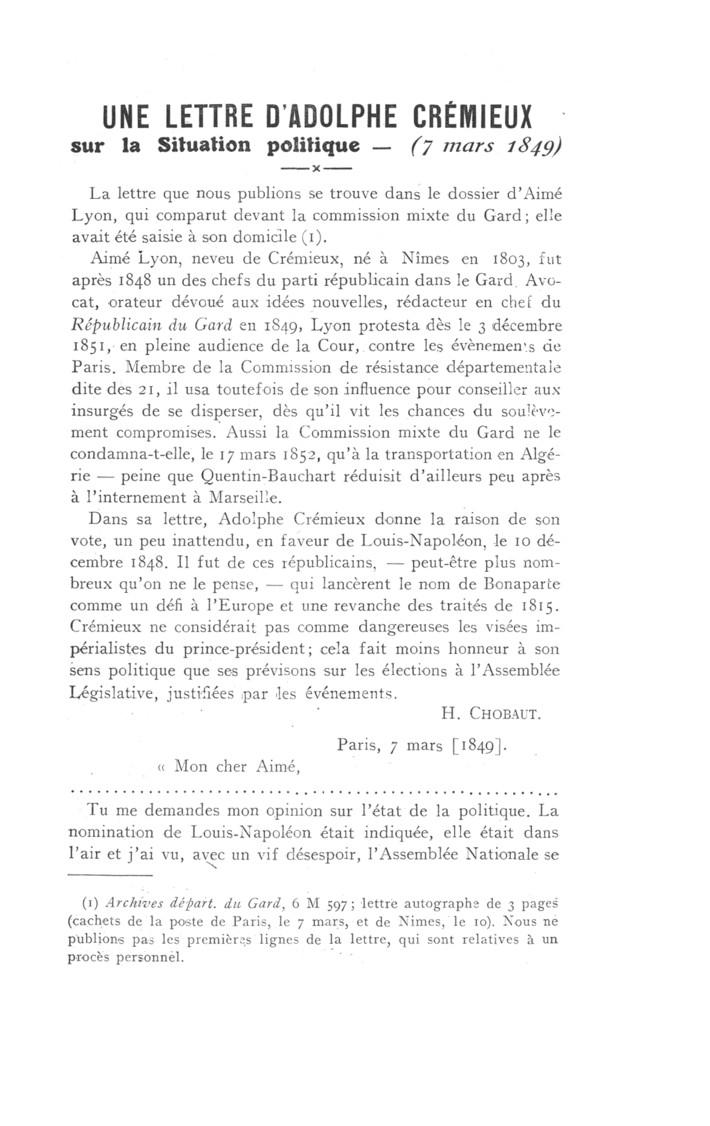 UNE LETTRE D'ADOLPHE CRÉMIEUX
sur la Situation politique — (7 mars 1849)
—x—
La lettre que nous publions se trouve dans le dossier d'Aimé
Lyon, qui comparut devant la commission mixte du Gard; elle
avait été saisie à son domicile (1).
Aimé Lyon, neveu de Crémieux, né à Nîmes en 1803, fut
après 1848 un des chefs du parti républicain dans le Gard. Avo-
cat, orateur dévoué aux idées nouvelles, rédacteur en chef du
Républicain du Gard en 1849, Lyon protesta dès le 3 décembre
1851, en pleine audience de la Cour, contre les évènements de
Paris. Membre de la Commission de résistance départementale
dite des 21, il usa toutefois de son influence pour conseiller aux
insurgés de se disperser, dès qu'il vit les chances du soulève-
ment compromises. Aussi la Commission mixte du Gard ne le
condamna-t-elle, le 17 mars 1852, qu'à la transportation en Algé-
rie — peine que Quentin-Bauchart réduisit d'ailleurs peu après
à l'internement à Marseille.
Dans sa lettre, Adolphe Crémieux donne la raison de son
vote, un peu inattendu, en faveur de Louis-Napoléon, le 10 dé-
cembre 1848. Il fut de ces républicains, — peut-être plus nom-
breux qu'on ne le pense, — qui lancèrent le nom de Bonaparte
comme un défi à l'Europe et une revanche des traités de 1815.
Crémieux ne considérait pas comme dangereuses les visées im-
périalistes du prince-président; cela fait moins honneur à son
sens politique que ses prévisons sur les élections à l'Assemblée
Législative, justifiées par les événements.
H. CHOBAUT.
Paris, 7 mars [1849].
« Mon cher Aimé,
. . . . . . . . . . . . . . . . . . . . . . . . . . . . . . . . . . . . . . . . . . . . . . . . . . . . . .
Tu me demandes mon opinion sur l'état de la politique. La
nomination de Louis-Napoléon était indiquée, elle était dans
l'air et j'ai vu, avec un vif désespoir, l'Assemblée Nationale se
(1) Archives départ. du Gard, 6 M 597; lettre autographe de 3 pages
(cachets de la poste de Paris, le 7 mars, et de Nimes, le 10). Nous ne
publions pas les premières lignes de la lettre, qui sont relatives à un
procès personnel.